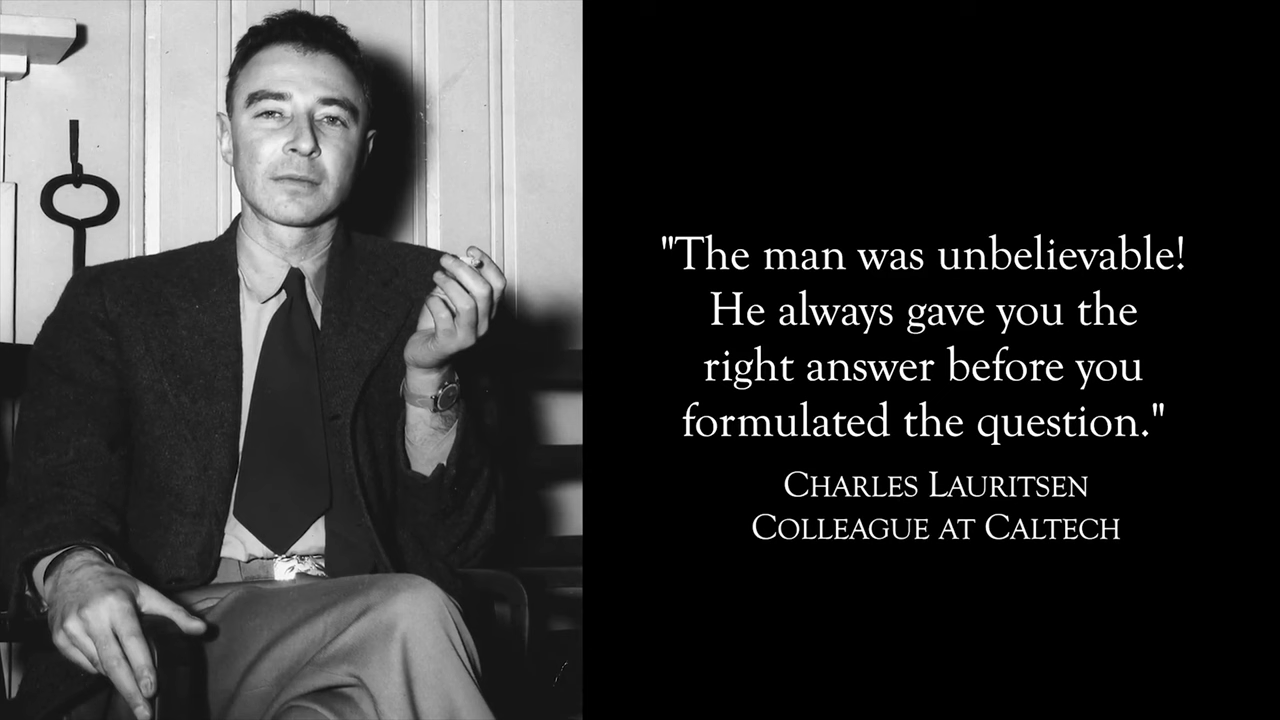 "The man was unbelievable!
He always gave you the
right answer before you
formulated the question."
CHARLES LAURITSEN
COLLEAGUE AT CALTECH